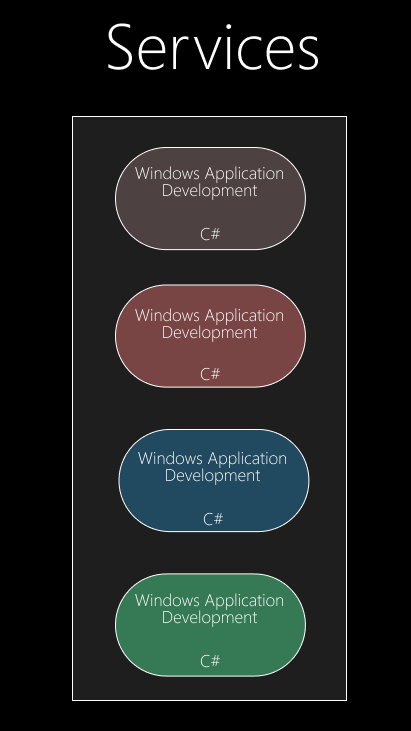 Services
Windows Application
Development
C#
Windows Application
Development
C#
Windows Application
Development
C#
Windows Application
Development
C#